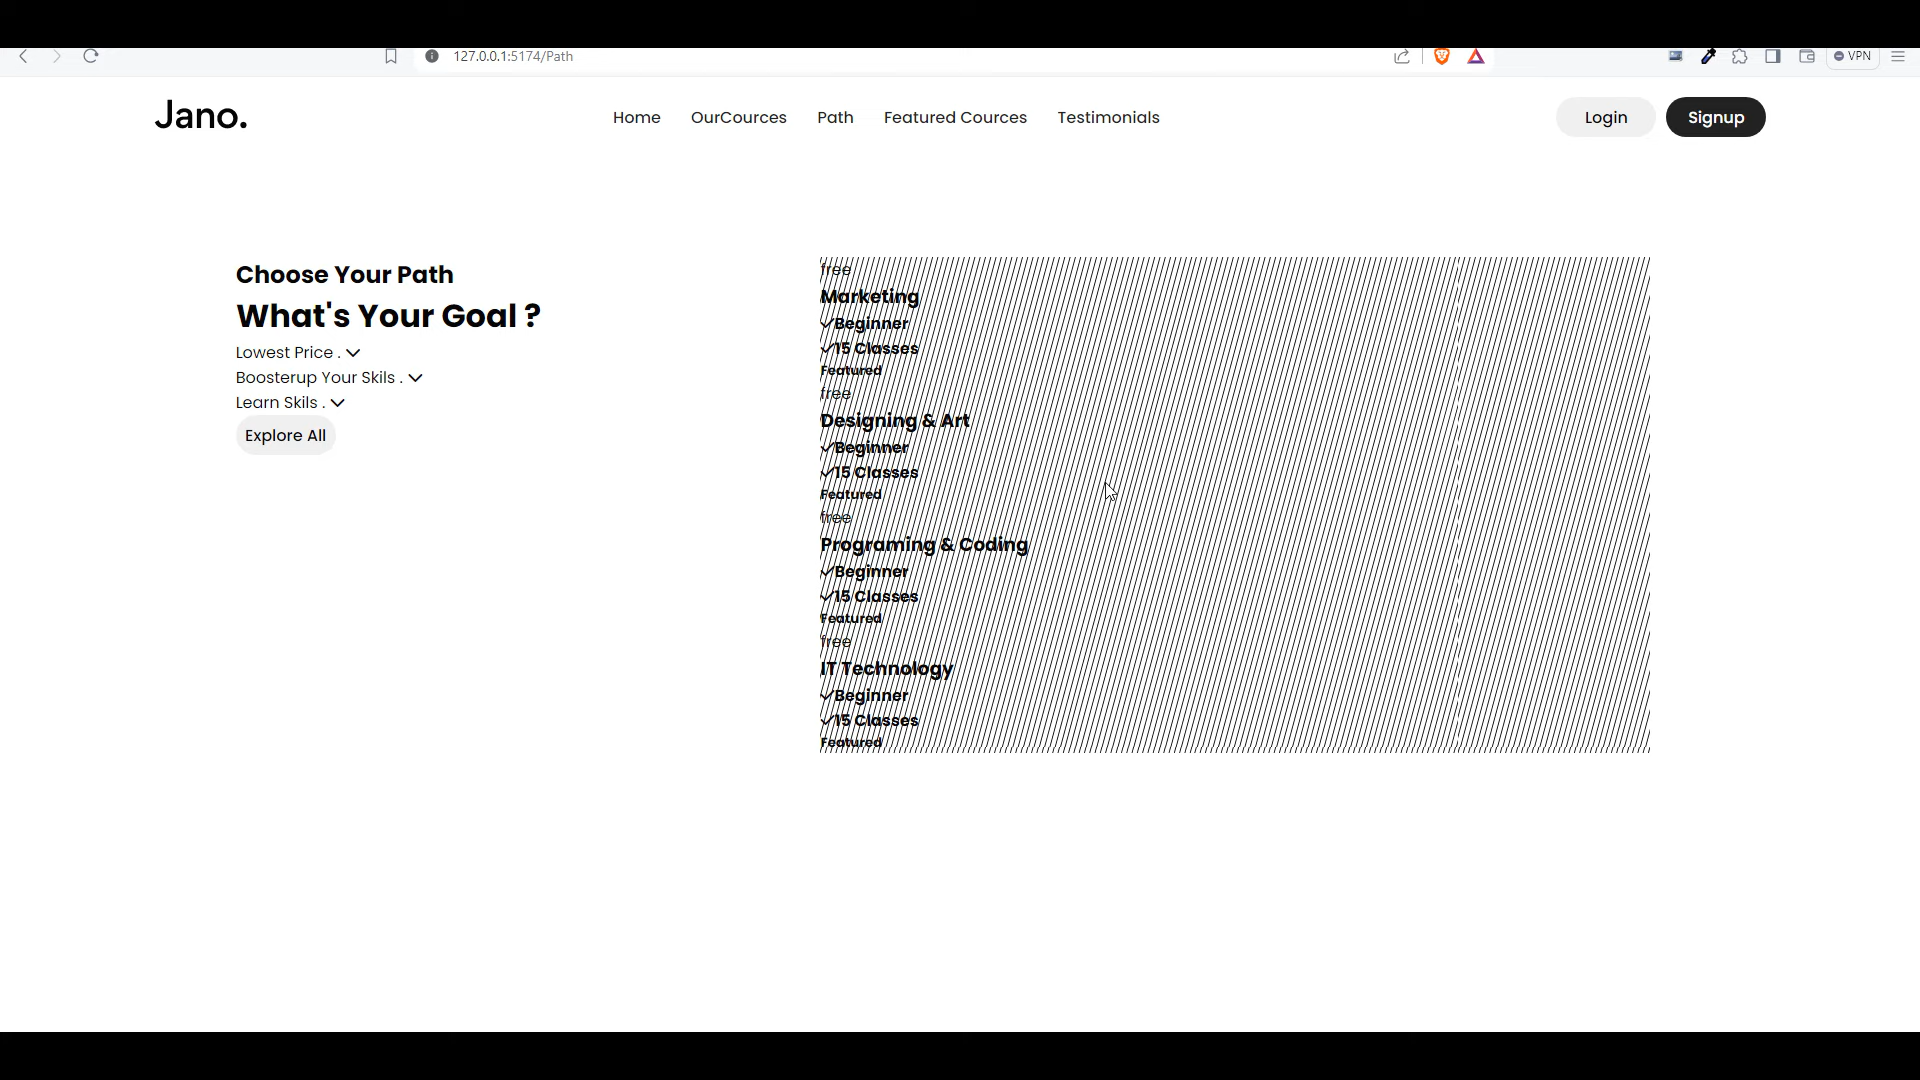 127.0.0.1:5174/Path
VPN
Jano.
Home OurCources Path Featured Cources Testimonials
Login Signup
Choose Your Path
What's Your Goal ?
Lowest Price .
Boosterup Your Skils .
Learn Skils .
Explore All
free
Marketing
Beginner
15 Classes
Featured
free
Designing & Art
Beginner
15 Classes
Featured
free
Programing & Coding
Beginner
15 Classes
Featured
free
IT Technology
Beginner
15 Classes
Featured